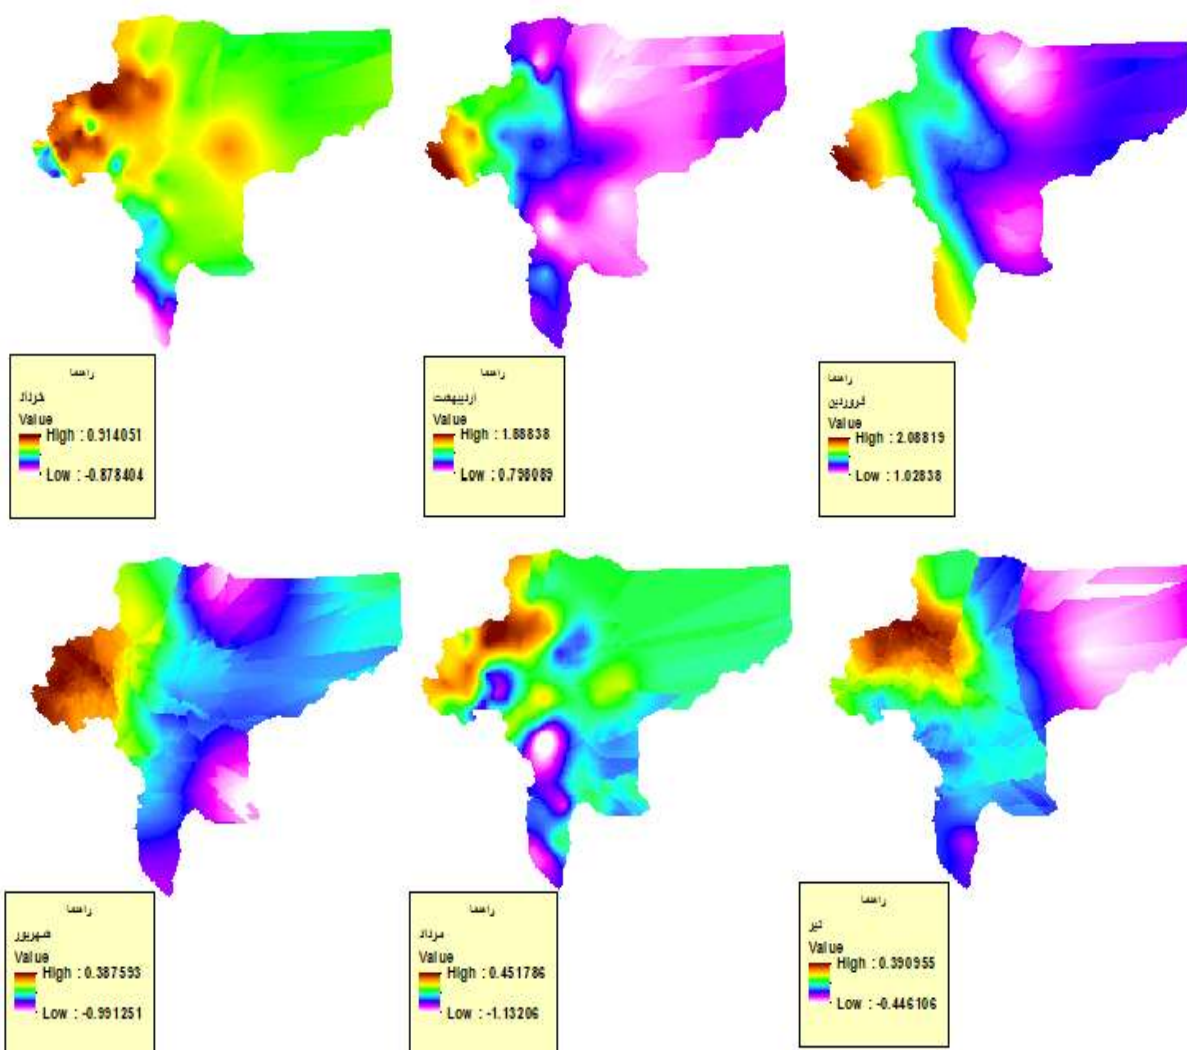 راهنما
خرداد
Value
High : 0.914051
Low : -0.878404
راهنما
اردیبهشت
Value
High : 1.88838
Low : 0.798089
راهنما
فروردین
Value
High : 2.08819
Low : 1.02838
راهنما
شهریور
Value
High : 0.387593
Low : -0.991251
راهنما
مرداد
Value
High : 0.451786
Low : -1.13206
راهنما
تیر
Value
High : 0.390955
Low : -0.446106